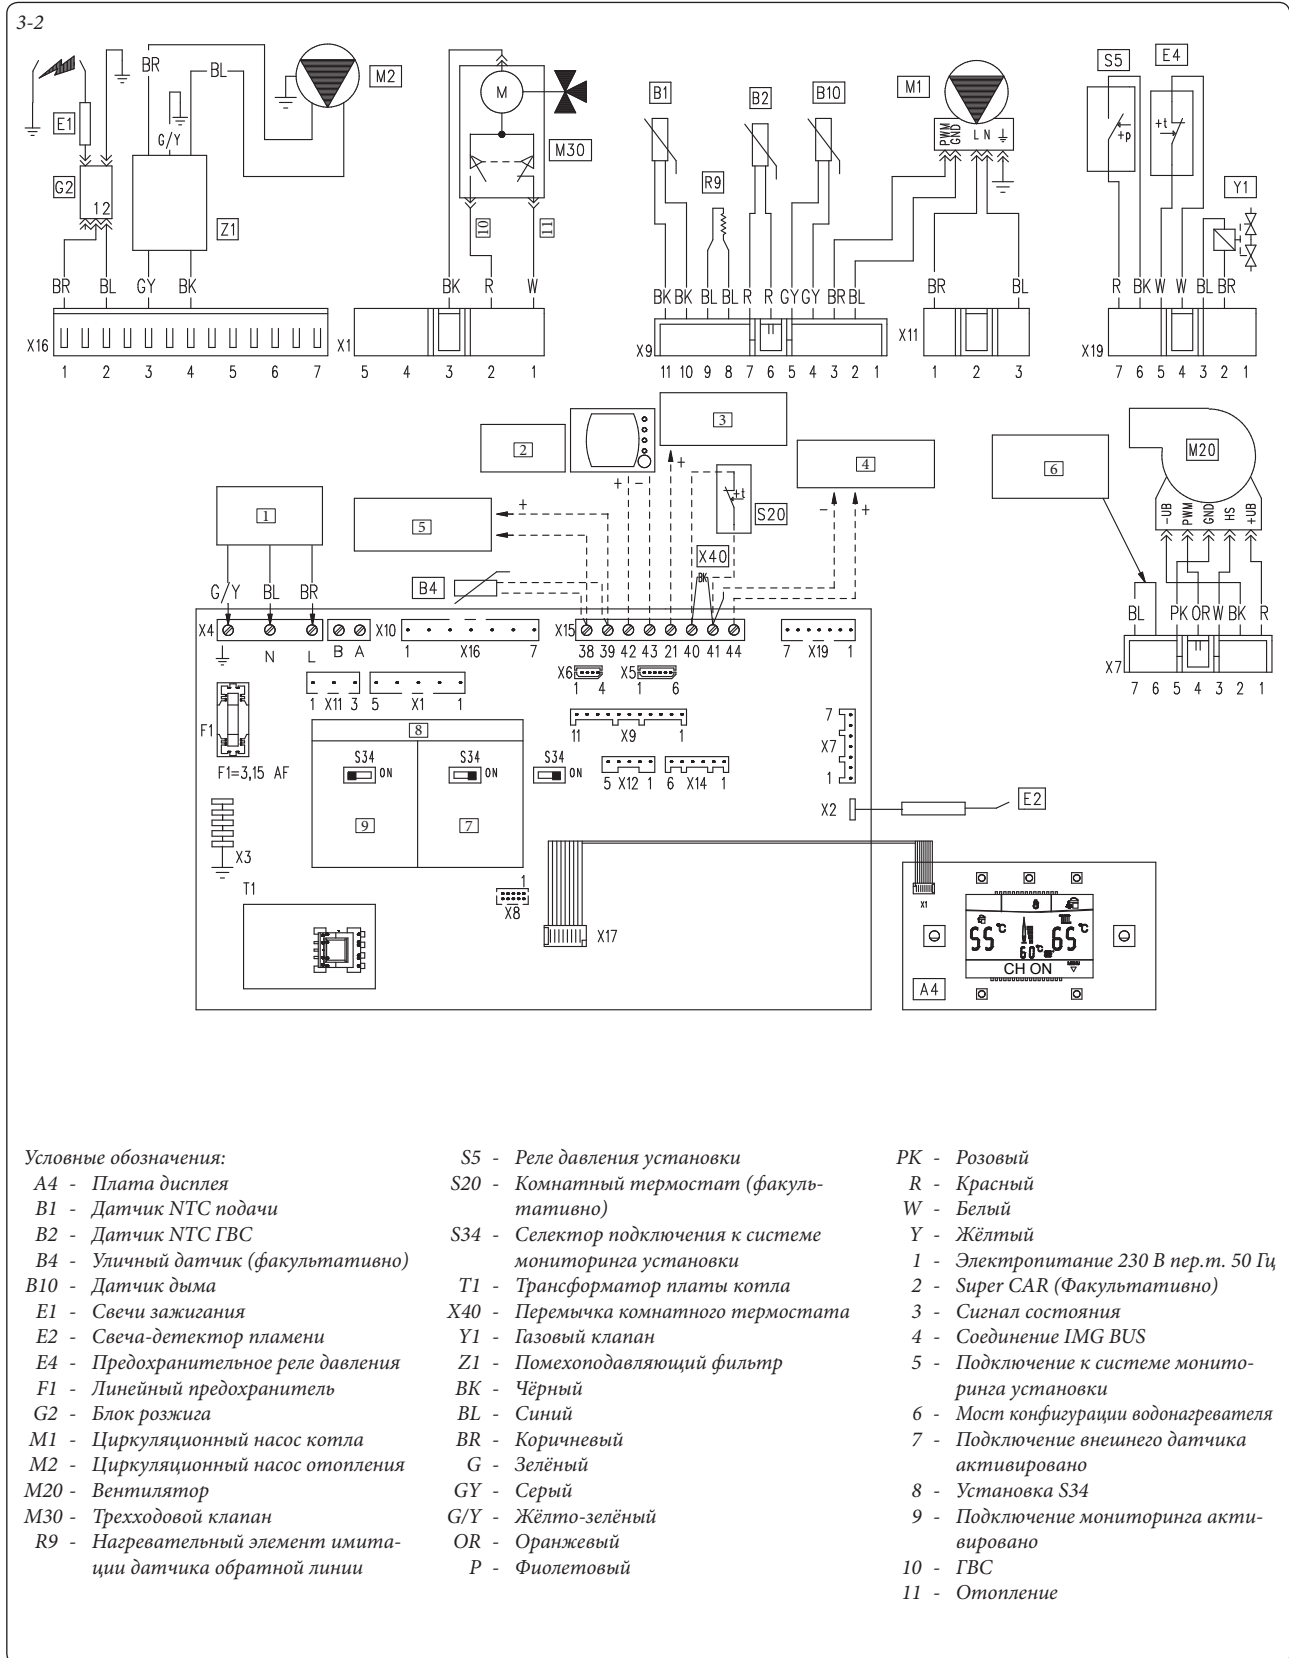 3-2
BR
BL
M2
E1
G/Y
G2
1 2
Z1
BR BL GY BK
X16
1 2 3 4 5 6 7
M
M30
10
11
BK R W
X1
5 4 3 2 1
B1
B2
B10
R9
M1
PWM
GND
L N
BK BK BL BL R R GY GY BR BL
X9
11 10 9 8 7 6 5 4 3 2 1
BR BL
X11
1 2 3
S5
E4
+p
+t
Y1
R BK W W BL BR
X19
7 6 5 4 3 2 1
1
2
3
4
5
6
+ -
+
- +
+
+t
S20
X40
BK
B4
M20
-UB
PWM
GND
HS
+UB
BL PK OR W BK R
X7
7 6 5 4 3 2 1
G/Y BL BR
X4
N L
B A
X10
1 X16 7
X15
38 39 42 43 21 40 41 44
7 X19 1
X6
1 4
X5
1 6
1 X11 3
5 X1 1
F1
F1=3,15 AF
8
S34
ON
S34
ON
S34
ON
9
7
11 X9 1
5 X12 1
6 X14 1
7
X7
1
X2
E2
X3
T1
1
X8
X17
X1
55 °C
60 °C
65 °C
MENU
CH ON
A4
Условные обозначения:
A4 - Плата дисплея
B1 - Датчик NTC подачи
B2 - Датчик NTC ГВС
B4 - Уличный датчик (факультативно)
B10 - Датчик дыма
E1 - Свечи зажигания
E2 - Свеча-детектор пламени
E4 - Предохранительное реле давления
F1 - Линейный предохранитель
G2 - Блок розжига
M1 - Циркуляционный насос котла
M2 - Циркуляционный насос отопления
M20 - Вентилятор
M30 - Трехходовой клапан
R9 - Нагревательный элемент имита-
ции датчика обратной линии
S5 - Реле давления установки
S20 - Комнатный термостат (факуль-
тативно)
S34 - Селектор подключения к системе
мониторинга установки
T1 - Трансформатор платы котла
X40 - Перемычка комнатного термостата
Y1 - Газовый клапан
Z1 - Помехоподавляющий фильтр
BK - Чёрный
BL - Синий
BR - Коричневый
G - Зелёный
GY - Серый
G/Y - Жёлто-зелёный
OR - Оранжевый
P - Фиолетовый
PK - Розовый
R - Красный
W - Белый
Y - Жёлтый
1 - Электропитание 230 В пер.т. 50 Гц
2 - Super CAR (Факультативно)
3 - Сигнал состояния
4 - Соединение IMG BUS
5 - Подключение к системе монито-
ринга установки
6 - Мост конфигурации водонагревателя
7 - Подключение внешнего датчика
активировано
8 - Установка S34
9 - Подключение мониторинга акти-
вировано
10 - ГВС
11 - Отопление